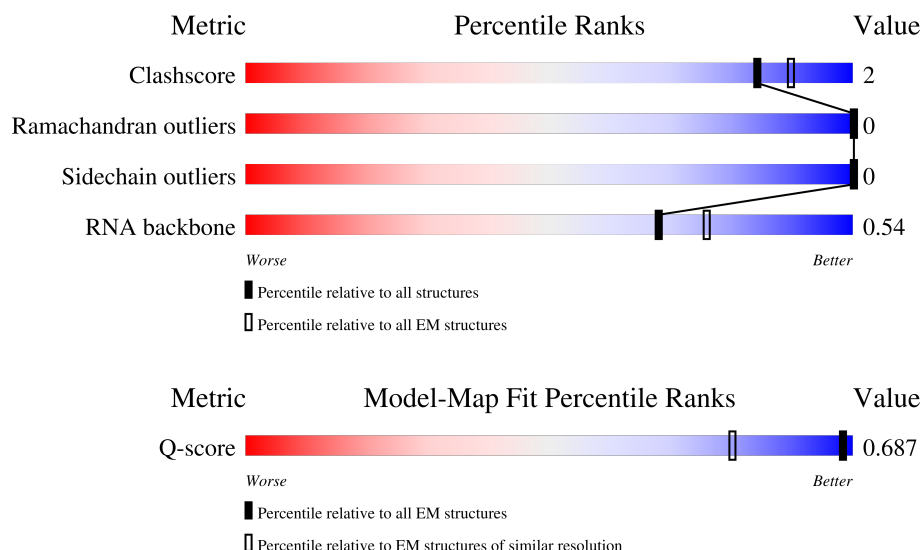 Metric Percentile Ranks Value
Clashscore 2
Ramachandran outliers 0
Sidechain outliers 0
RNA backbone 0.54
Worse Better
Percentile relative to all structures
Percentile relative to all EM structures
Metric Model-Map Fit Percentile Ranks Value
Q-score 0.687
Worse Better
Percentile relative to all EM structures
Percentile relative to EM structures of similar resolution